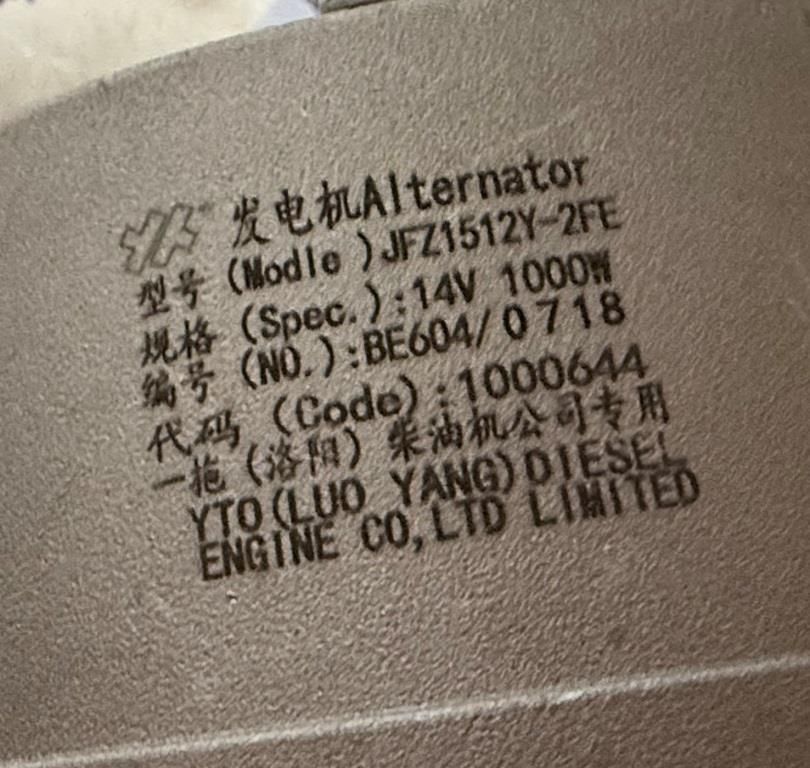 发电机Alternator
型号 (Modle )JFZ1512Y-2FE
规格 (Spec.):14V 1000W
编号 (NO.):BE604/0718
代码 (Code):1000644
一拖(洛阳)柴油机公司专用
YTO(LUO YANG)DIESEL
ENGINE CO,LTD LIMITED